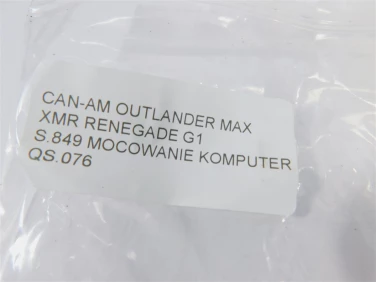 CAN-AM OUTLANDER MAX
XMR RENEGADE G1
S.849 MOCOWANIE KOMPUTER
QS.076